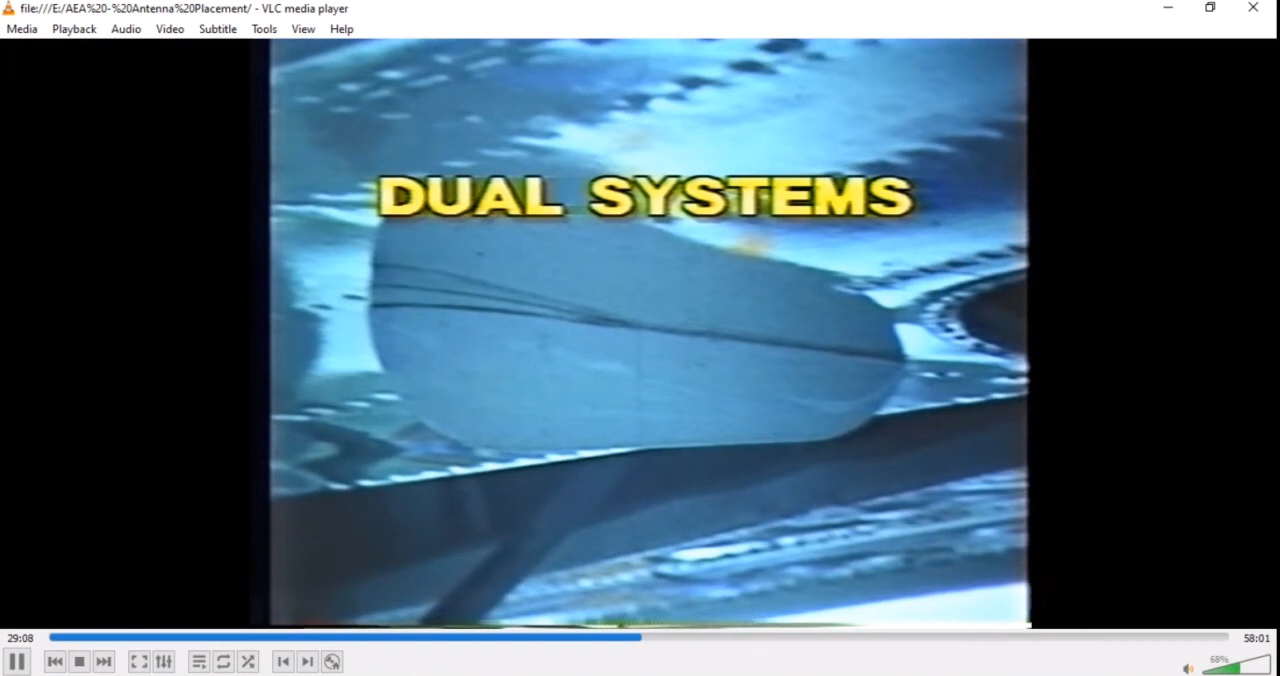 file:///E:/AEA%20-%20Antenna%20Placement/ - VLC media player
Media Playback Audio Video Subtitle Tools View Help
DUAL SYSTEMS
29:08
58:01
68%